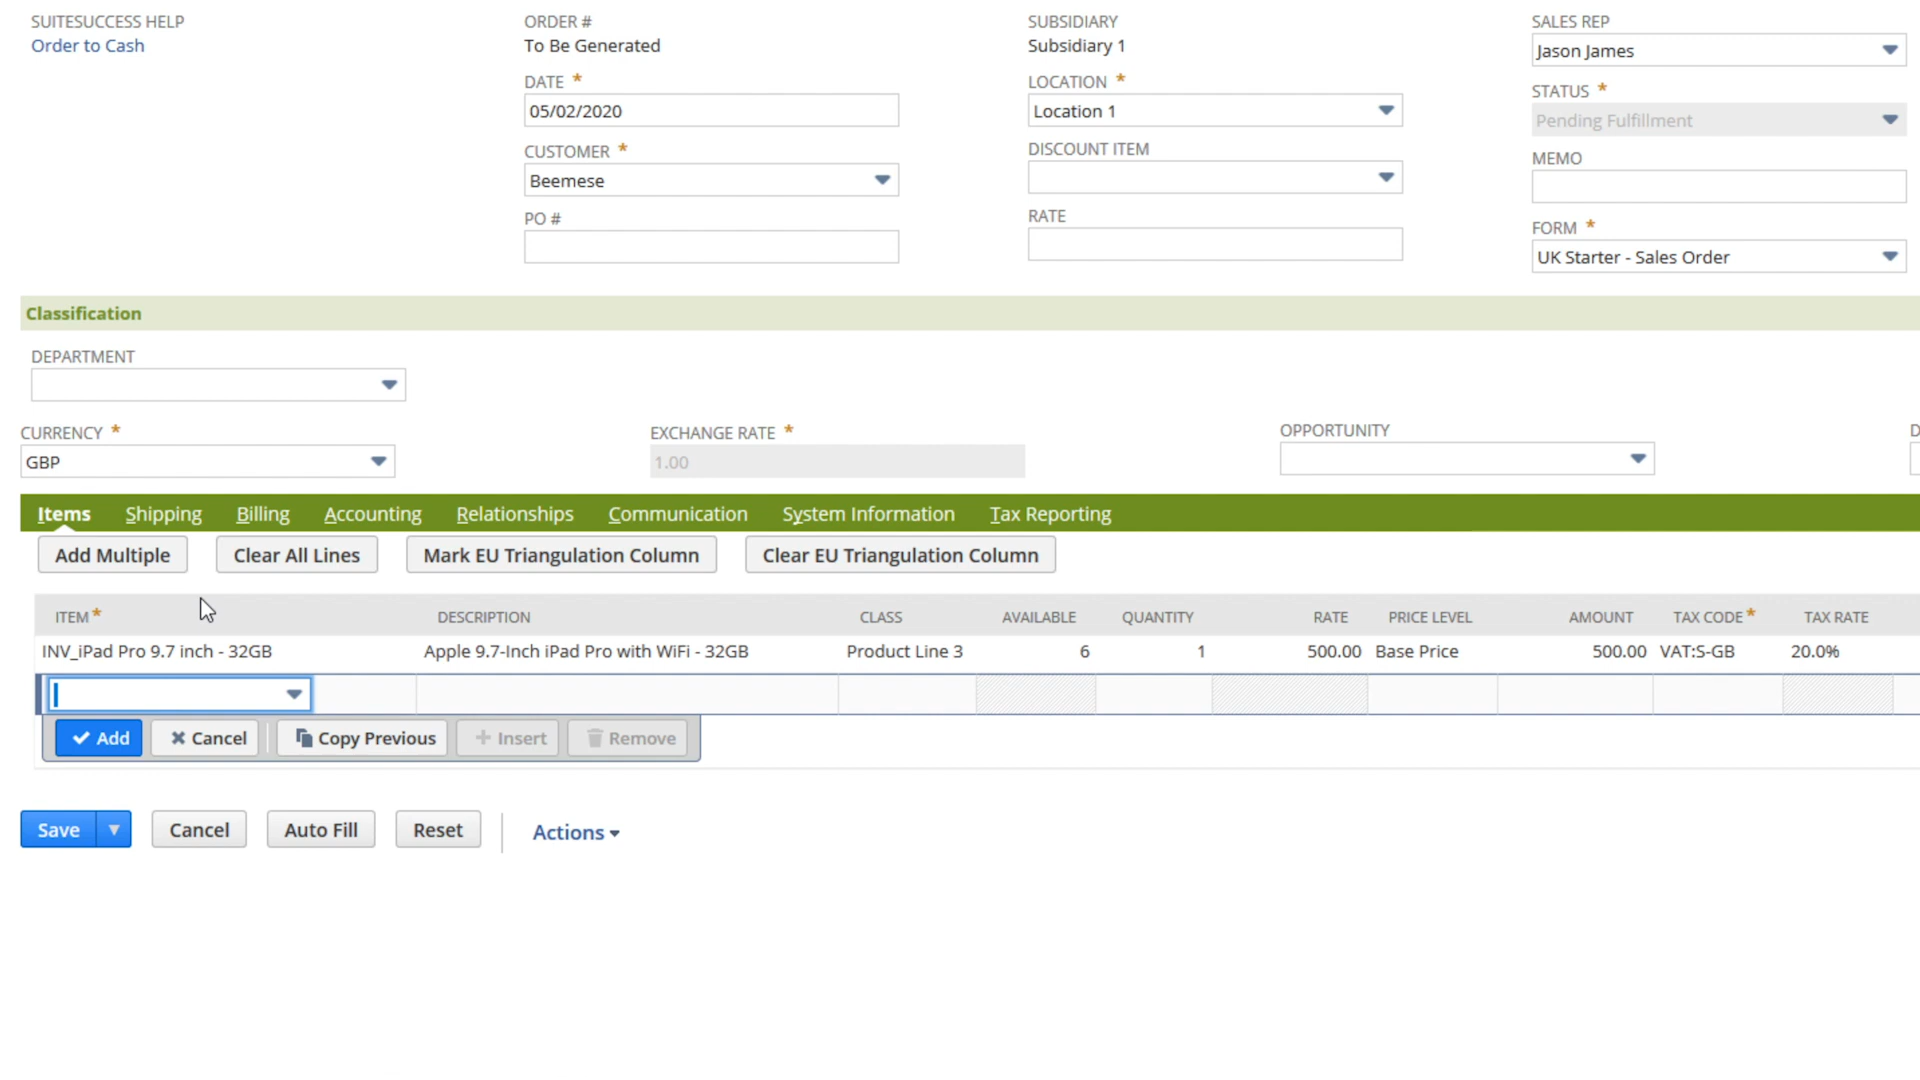 SUITESUCCESS HELP
Order to Cash
ORDER #
To Be Generated
DATE *
05/02/2020
CUSTOMER *
Beemese
PO #
SUBSIDIARY
Subsidiary 1
LOCATION *
Location 1
DISCOUNT ITEM
RATE
SALES REP
Jason James
STATUS *
Pending Fulfillment
MEMO
FORM *
UK Starter - Sales Order
Classification
DEPARTMENT
CURRENCY *
GBP
EXCHANGE RATE *
1.00
OPPORTUNITY
D
Items Shipping Billing Accounting Relationships Communication System Information Tax Reporting
Add Multiple Clear All Lines Mark EU Triangulation Column Clear EU Triangulation Column
ITEM * DESCRIPTION CLASS AVAILABLE QUANTITY RATE PRICE LEVEL AMOUNT TAX CODE * TAX RATE
INV_iPad Pro 9.7 inch - 32GB Apple 9.7-Inch iPad Pro with WiFi - 32GB Product Line 3 6 1 500.00 Base Price 500.00 VAT:S-GB 20.0%
Add Cancel Copy Previous Insert Remove
Save Cancel Auto Fill Reset Actions